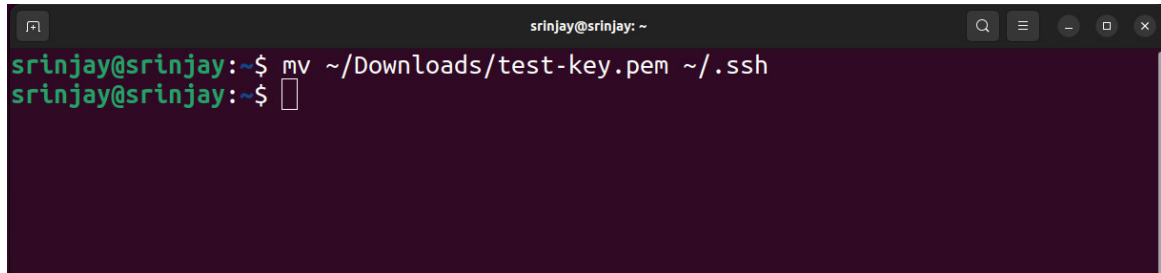 srinjay@srinjay: ~
srinjay@srinjay:~$ mv ~/Downloads/test-key.pem ~/.ssh
srinjay@srinjay:~$